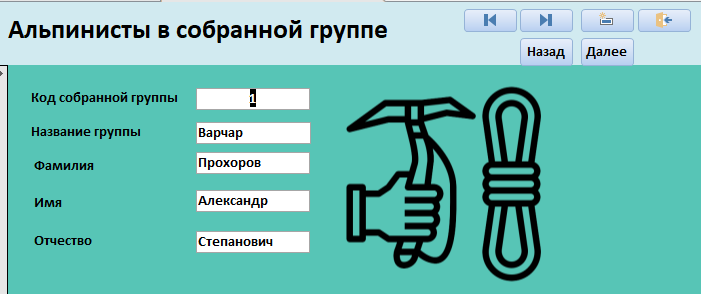 Альпинисты в собранной группе
Назад Далее
Код собранной группы 1
Название группы Варчар
Фамилия Прохоров
Имя Александр
Отчество Степанович